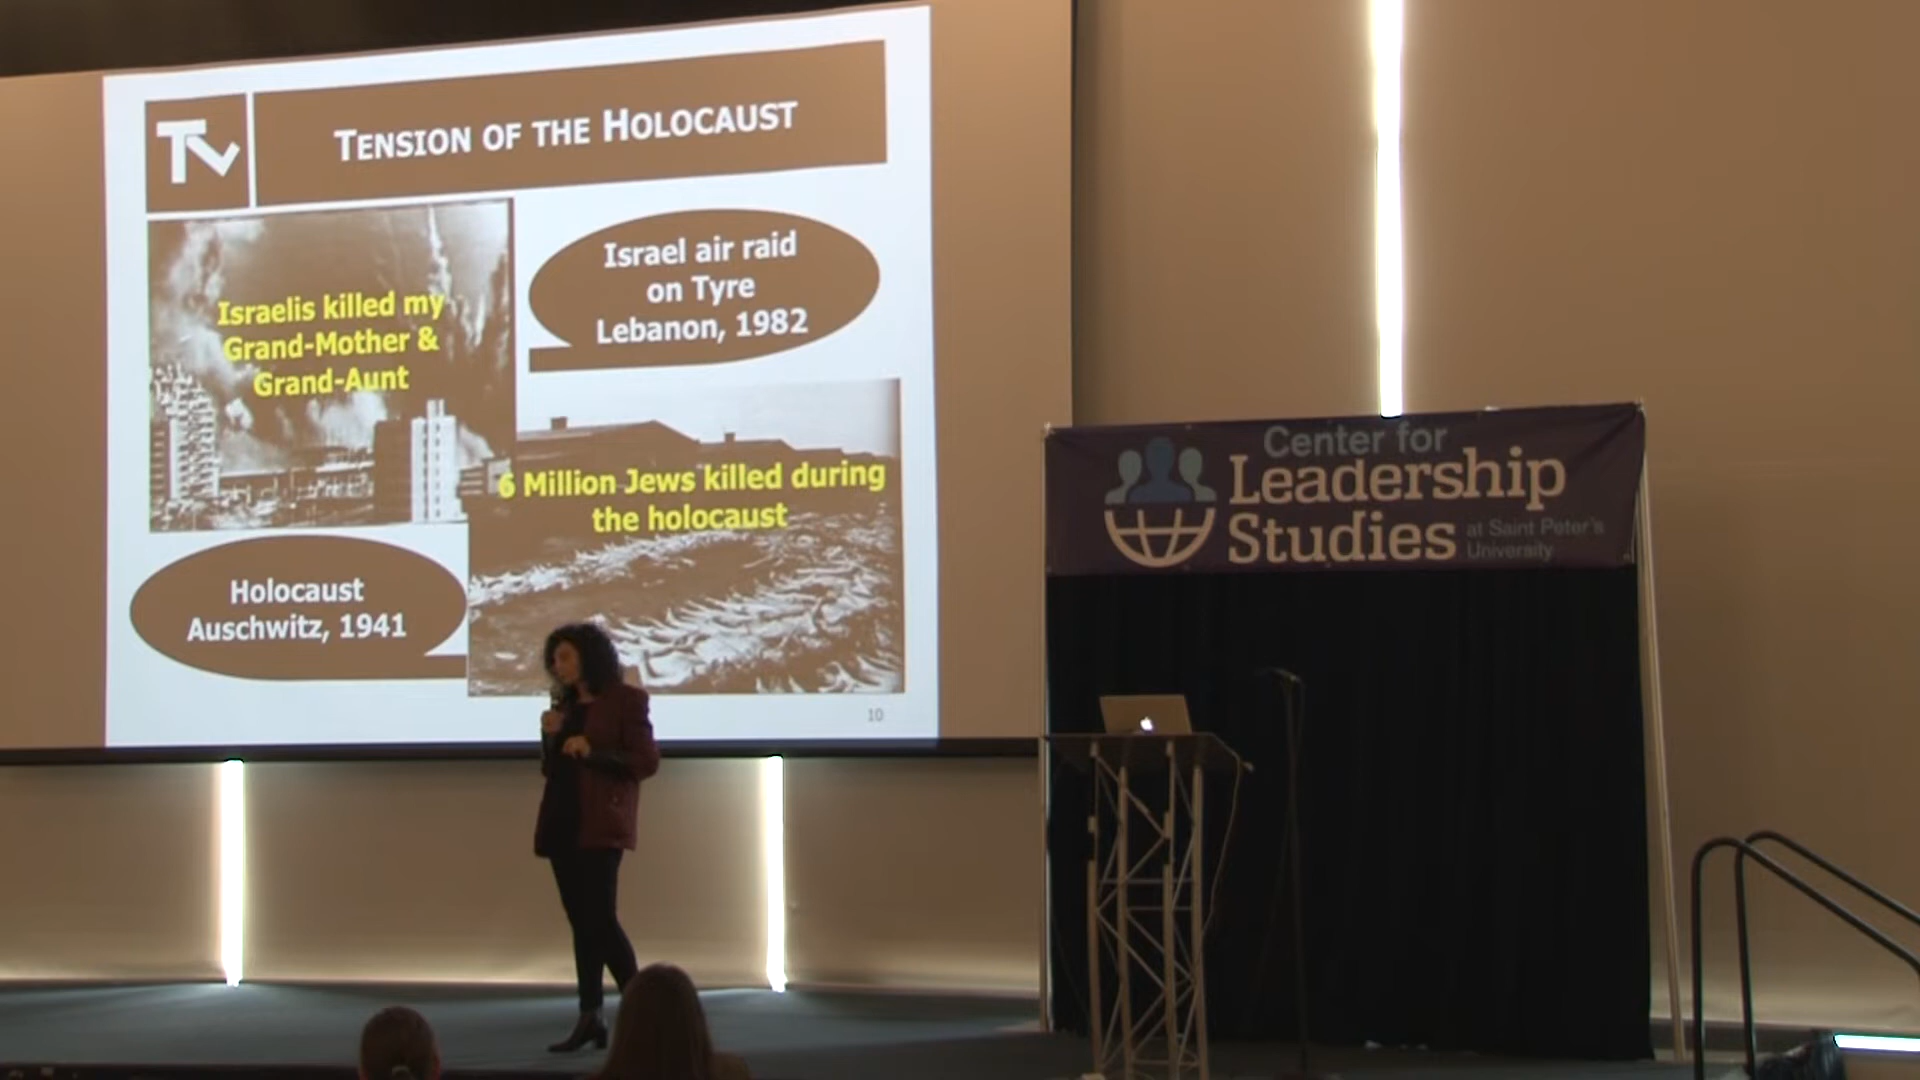 TV
TENSION OF THE HOLOCAUST
Israelis killed my
Grand-Mother &
Grand-Aunt
Israel air raid
on Tyre
Lebanon, 1982
6 Million Jews killed during
the holocaust
Holocaust
Auschwitz, 1941
10
Center for
Leadership
Studies
at Saint Peter's
University